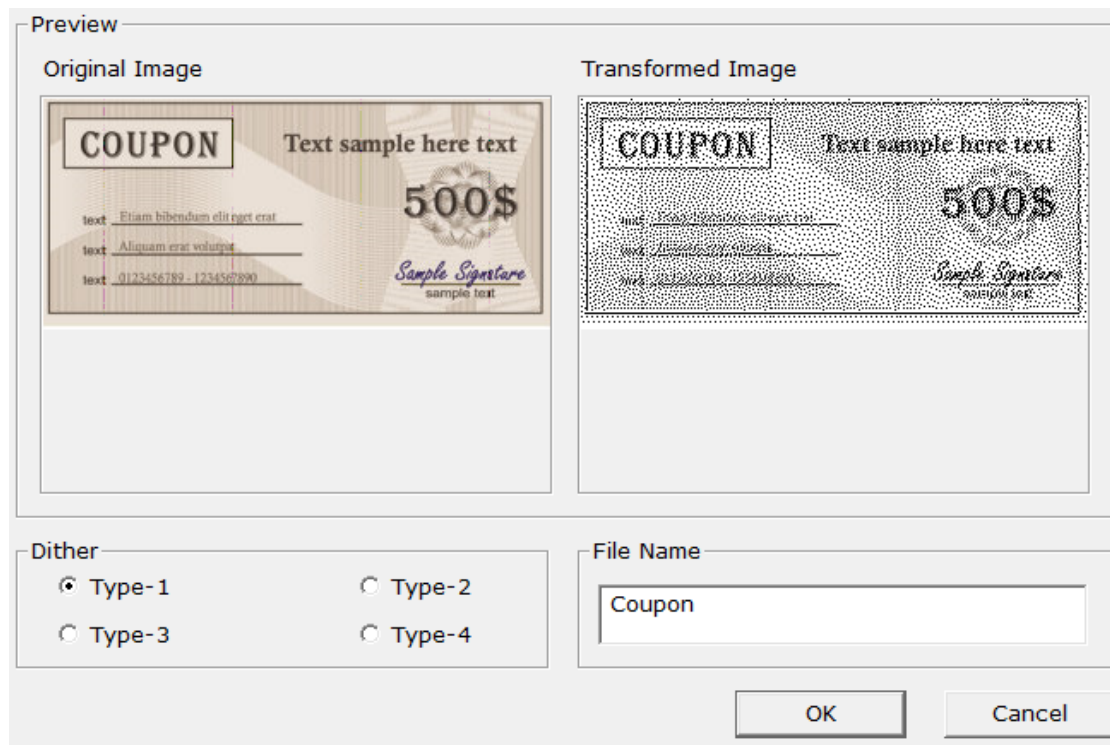 Preview
Original Image
Transformed Image
COUPON
Text sample here text
500$
text Etiam bibendum elit eget erat
text Aliquam erat volutpat
text 0123456789 - 1234567890
Sample Signature
sample text
COUPON
Text sample here text
500$
Sample Signature
sample text
Dither
Type-1
Type-2
Type-3
Type-4
File Name
Coupon
OK
Cancel